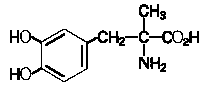 CH₃
HO CH₂-C-CO₂H
HO NH₂